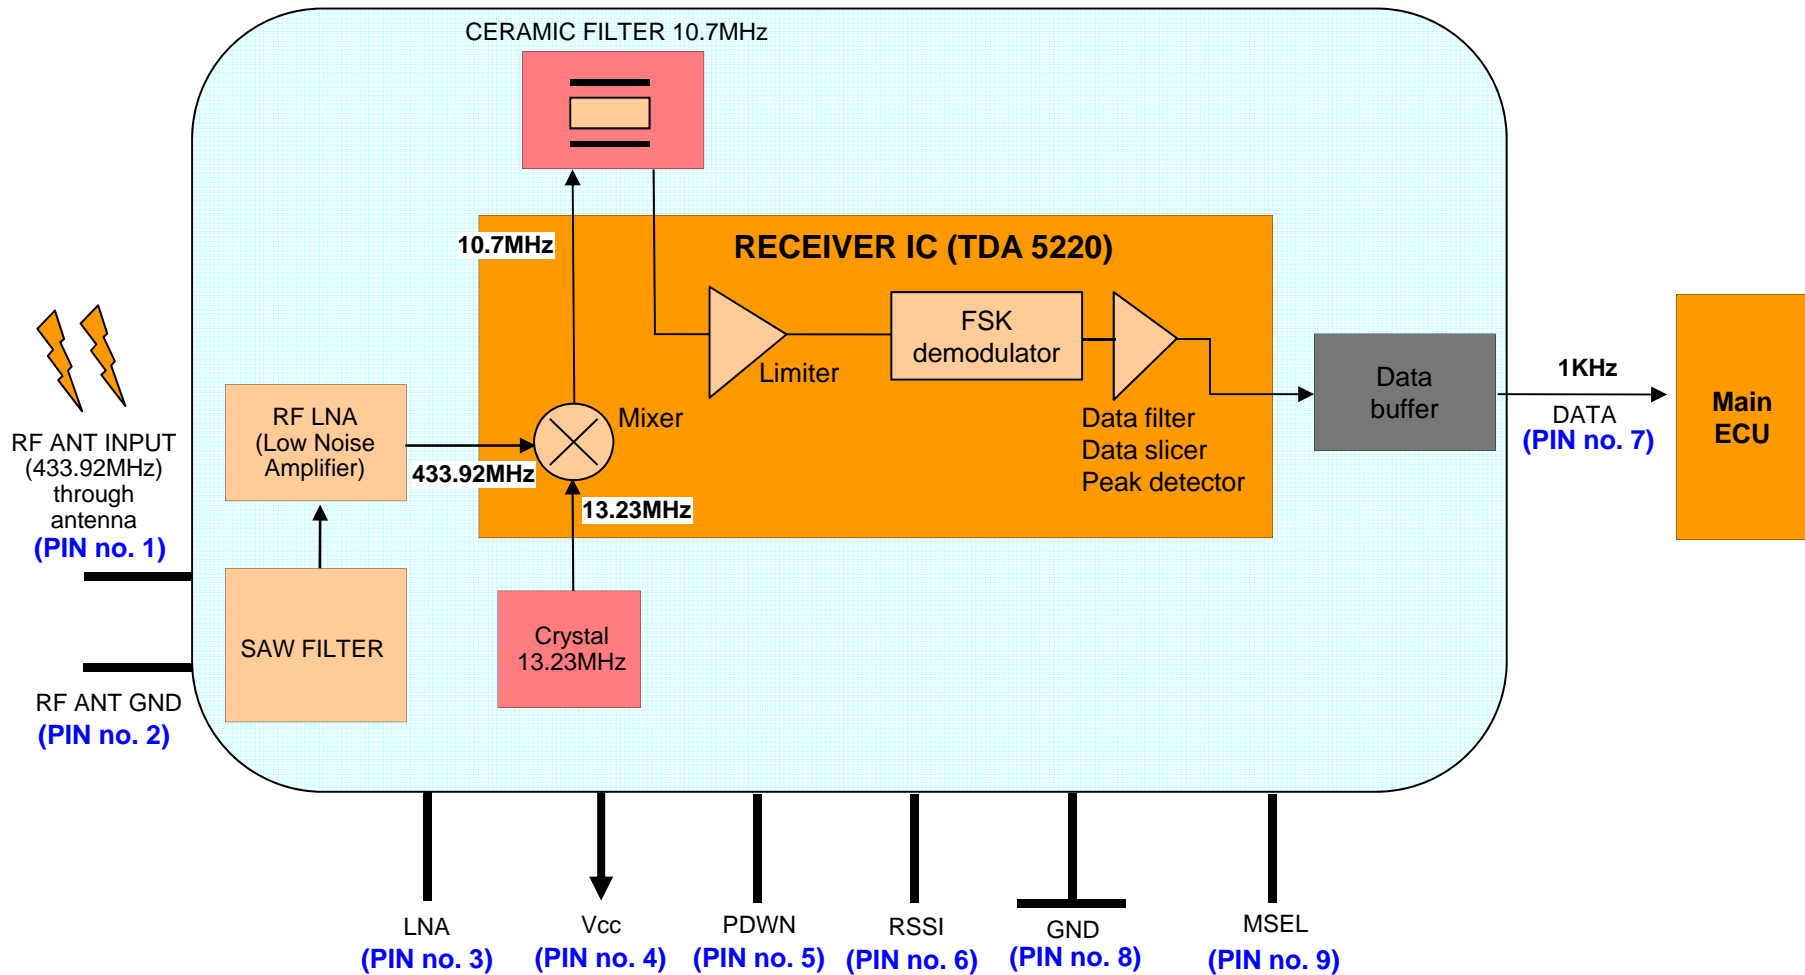 CERAMIC FILTER 10.7MHz
10.7MHz
RECEIVER IC (TDA 5220)
FSK
demodulator
Limiter
Mixer
Data filter
Data slicer
Peak detector
Data
buffer
1KHz
DATA
(PIN no. 7)
Main
ECU
RF ANT INPUT
(433.92MHz)
through
antenna
(PIN no. 1)
RF LNA
(Low Noise
Amplifier)
433.92MHz
13.23MHz
SAW FILTER
Crystal
13.23MHz
RF ANT GND
(PIN no. 2)
LNA
(PIN no. 3)
Vcc
(PIN no. 4)
PDWN
(PIN no. 5)
RSSI
(PIN no. 6)
GND
(PIN no. 8)
MSEL
(PIN no. 9)